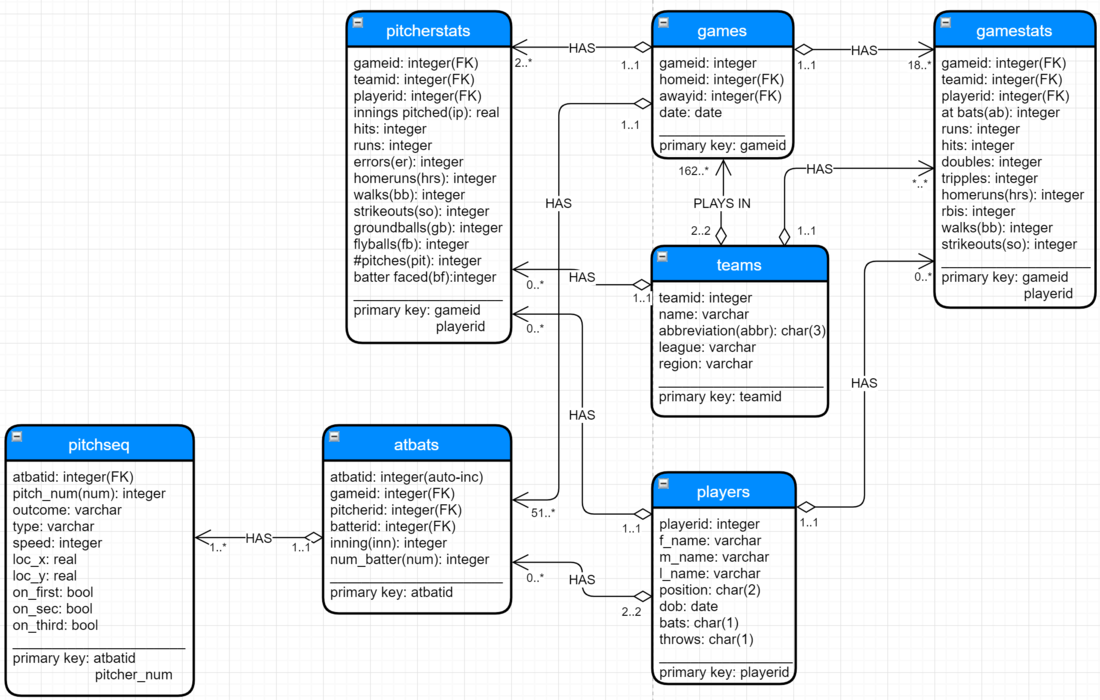 pitcherstats
gameid: integer(FK)
teamid: integer(FK)
playerid: integer(FK)
innings pitched(ip): real
hits: integer
runs: integer
errors(er): integer
homeruns(hrs): integer
walks(bb): integer
strikeouts(so): integer
groundballs(gb): integer
flyballs(fb): integer
#pitches(pit): integer
batter faced(bf):integer
primary key: gameid
playerid
HAS
2..*
1..1
games
gameid: integer
homeid: integer(FK)
awayid: integer(FK)
date: date
primary key: gameid
HAS
1..1
18..*
gamestats
gameid: integer(FK)
teamid: integer(FK)
playerid: integer(FK)
at bats(ab): integer
runs: integer
hits: integer
doubles: integer
tripples: integer
homeruns(hrs): integer
rbis: integer
walks(bb): integer
strikeouts(so): integer
primary key: gameid
playerid
1..1
HAS
51..*
162..*
PLAYS IN
2..2
HAS
*..*
1..1
HAS
0..*
1..1
teams
teamid: integer
name: varchar
abbreviation(abbr): char(3)
league: varchar
region: varchar
primary key: teamid
0..*
HAS
1..1
0..*
HAS
1..1
pitchseq
atbatid: integer(FK)
pitch_num(num): integer
outcome: varchar
type: varchar
speed: integer
loc_x: real
loc_y: real
on_first: bool
on_sec: bool
on_third: bool
primary key: atbatid
pitcher_num
1..*
HAS
1..1
atbats
atbatid: integer(auto-inc)
gameid: integer(FK)
pitcherid: integer(FK)
batterid: integer(FK)
inning(inn): integer
num_batter(num): integer
primary key: atbatid
0..*
HAS
2..2
players
playerid: integer
f_name: varchar
m_name: varchar
l_name: varchar
position: char(2)
dob: date
bats: char(1)
throws: char(1)
primary key: playerid